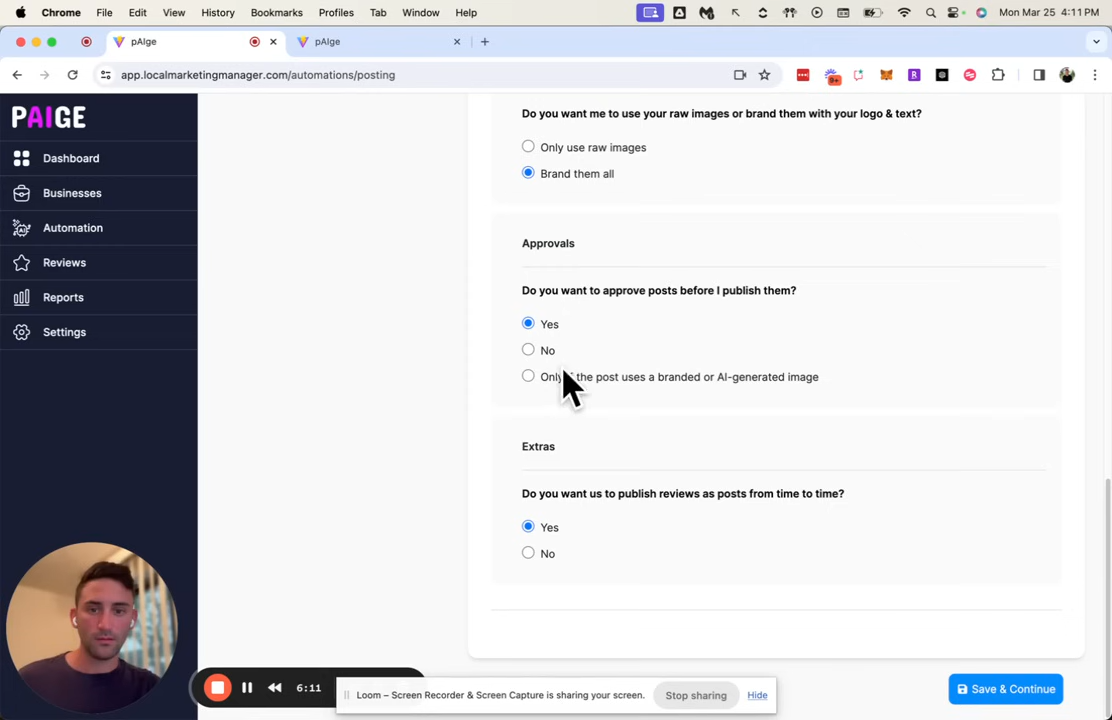 Chrome File Edit View History Bookmarks Profiles Tab Window Help Mon Mar 25 4:11 PM
pAIge pAIge
app.localmarketingmanager.com/automations/posting 9+
PAIGE
Dashboard
Businesses
Automation
Reviews
Reports
Settings
Do you want me to use your raw images or brand them with your logo & text?
Only use raw images
Brand them all
Approvals
Do you want to approve posts before I publish them?
Yes
No
Only the post uses a branded or AI-generated image
Extras
Do you want us to publish reviews as posts from time to time?
Yes
No
6:11
Loom – Screen Recorder & Screen Capture is sharing your screen. Stop sharing Hide
Save & Continue